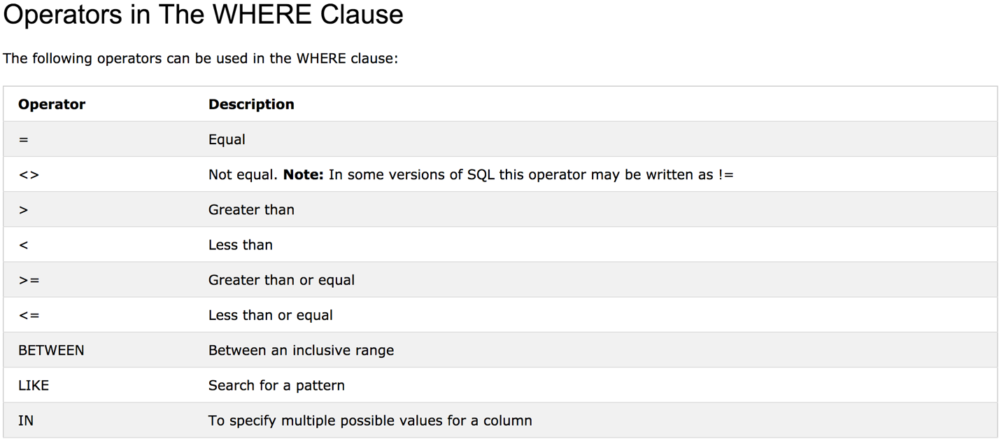 Operators in The WHERE Clause
The following operators can be used in the WHERE clause:
Operator Description
= Equal
<> Not equal. Note: In some versions of SQL this operator may be written as !=
> Greater than
< Less than
>= Greater than or equal
<= Less than or equal
BETWEEN Between an inclusive range
LIKE Search for a pattern
IN To specify multiple possible values for a column